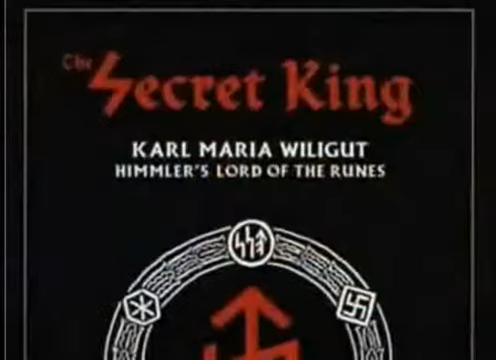 The Secret King
KARL MARIA WILIGUT
HIMMLER'S LORD OF THE RUNES